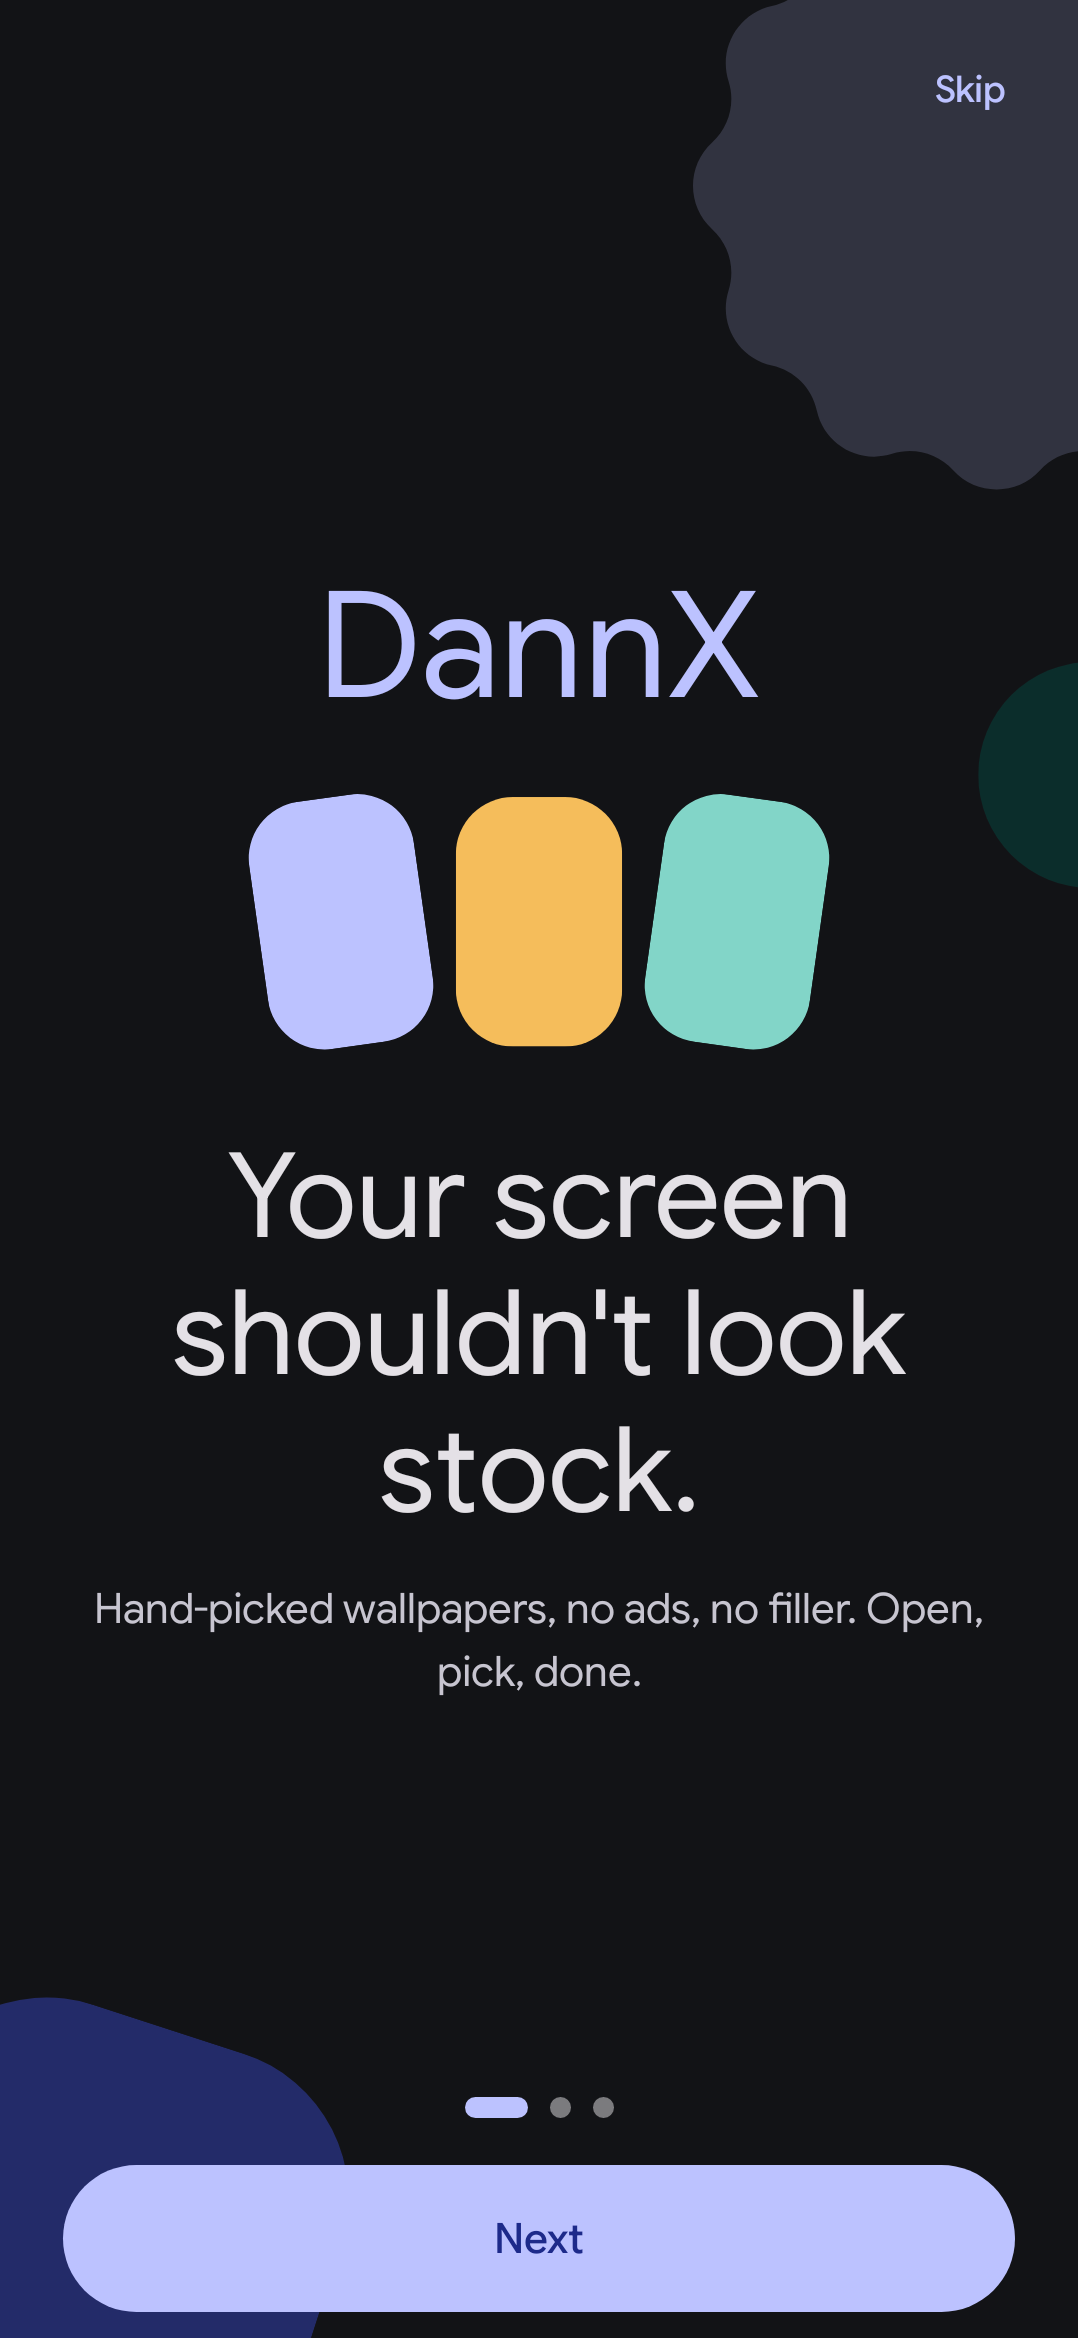 Skip
DannX
Your screen
shouldn't look
stock.
Hand-picked wallpapers, no ads, no filler. Open,
pick, done.
Next